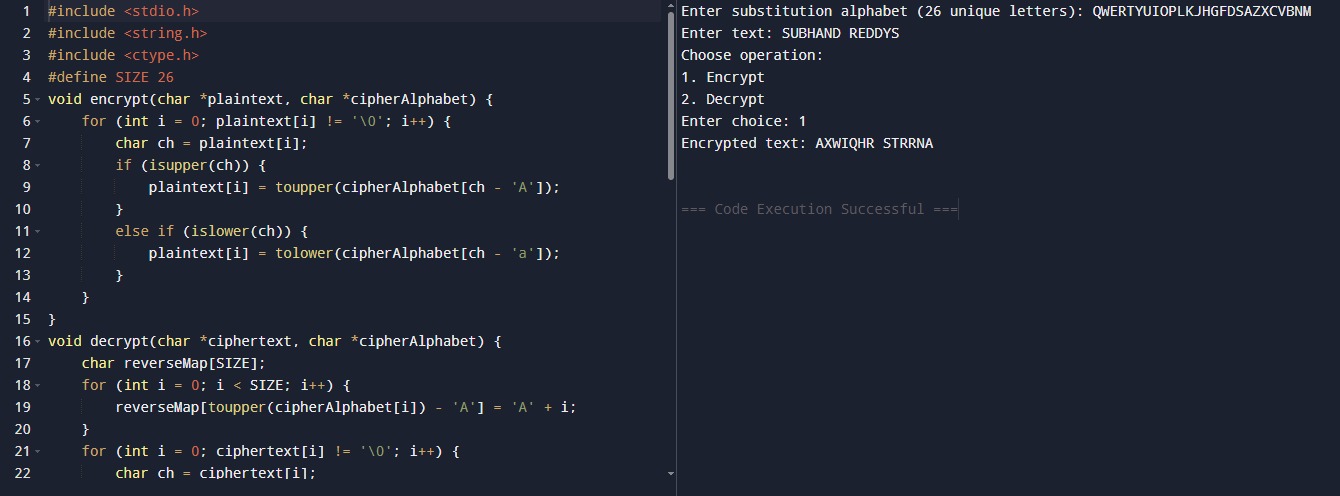 1 #include <stdio.h>
2 #include <string.h>
3 #include <ctype.h>
4 #define SIZE 26
5 void encrypt(char *plaintext, char *cipherAlphabet) {
6     for (int i = 0; plaintext[i] != '\0'; i++) {
7         char ch = plaintext[i];
8         if (isupper(ch)) {
9             plaintext[i] = toupper(cipherAlphabet[ch - 'A']);
10         }
11         else if (islower(ch)) {
12             plaintext[i] = tolower(cipherAlphabet[ch - 'a']);
13         }
14     }
15 }
16 void decrypt(char *ciphertext, char *cipherAlphabet) {
17     char reverseMap[SIZE];
18     for (int i = 0; i < SIZE; i++) {
19         reverseMap[toupper(cipherAlphabet[i]) - 'A'] = 'A' + i;
20     }
21     for (int i = 0; ciphertext[i] != '\0'; i++) {
22         char ch = ciphertext[i];
Enter substitution alphabet (26 unique letters): QWERTYUIOPLKJHGFDSAZXCVBNM
Enter text: SUBHAND REDDYS
Choose operation:
1. Encrypt
2. Decrypt
Enter choice: 1
Encrypted text: AXWIQHR STRRNA
=== Code Execution Successful ===